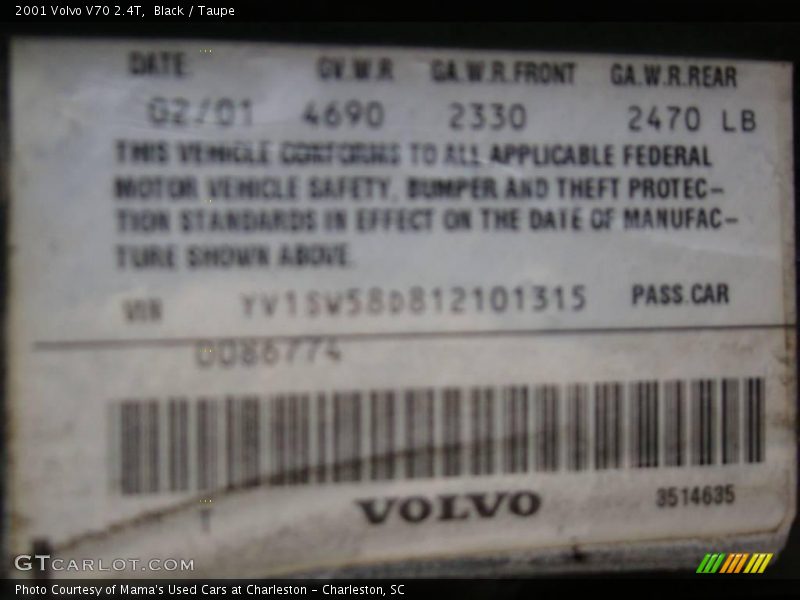 2001 Volvo V70 2.4T, Black / Taupe
DATE G.V.W.R G.A.W.R.FRONT G.A.W.R.REAR
02/01 4690 2330 2470 LB
THIS VEHICLE CONFORMS TO ALL APPLICABLE FEDERAL
MOTOR VEHICLE SAFETY, BUMPER AND THEFT PROTEC-
TION STANDARDS IN EFFECT ON THE DATE OF MANUFAC-
TURE SHOWN ABOVE.
VIN YV1SW58D812101315 PASS.CAR
0086774
VOLVO 3514635
GTCARLOT.COM
Photo Courtesy of Mama's Used Cars at Charleston - Charleston, SC